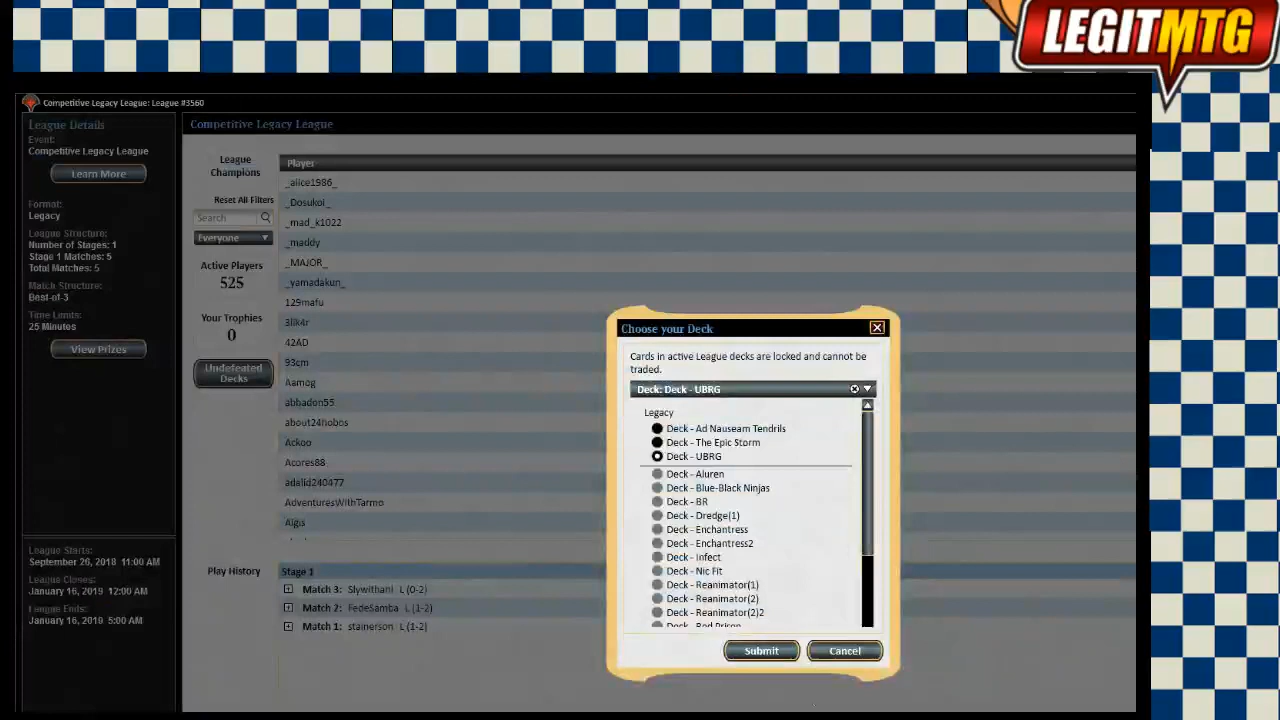 LEGITMTG
Competitive Legacy League: League #3560
League Details
Event:
Competitive Legacy League
Learn More
Format:
Legacy
League Structure:
Number of Stages: 1
Stage 1 Matches: 5
Total Matches: 5
Match Structure:
Best-of-3
Time Limits:
25 Minutes
View Prizes
League Starts:
September 26, 2018 11:00 AM
League Closes:
January 16, 2019 12:00 AM
League Ends:
January 16, 2019 5:00 AM
Competitive Legacy League
League
Champions
Reset All Filters
Search
Everyone
Active Players
525
Your Trophies
0
Undefeated
Decks
Player
_alice1986_
_Dosukoi_
_mad_k1022
_maddy
_MAJOR_
_yamadakun_
129mafu
3lik4r
42AD
93cm
Aamog
abbadon55
about24hobos
Ackoo
Acores88
adalid240477
AdventuresWithTarmo
Aigis
Play History
Stage 1
Match 3: Slywithani L (0-2)
Match 2: FedeSamba L (1-2)
Match 1: stainerson L (1-2)
Choose your Deck
Cards in active League decks are locked and cannot be
traded.
Deck: Deck - UBRG
Legacy
Deck - Ad Nauseam Tendrils
Deck - The Epic Storm
Deck - UBRG
Deck - Aluren
Deck - Blue-Black Ninjas
Deck - BR
Deck - Dredge(1)
Deck - Enchantress
Deck - Enchantress2
Deck - Infect
Deck - Nic Fit
Deck - Reanimator(1)
Deck - Reanimator(2)
Deck - Reanimator(2)2
Deck - Red Prison
Submit
Cancel